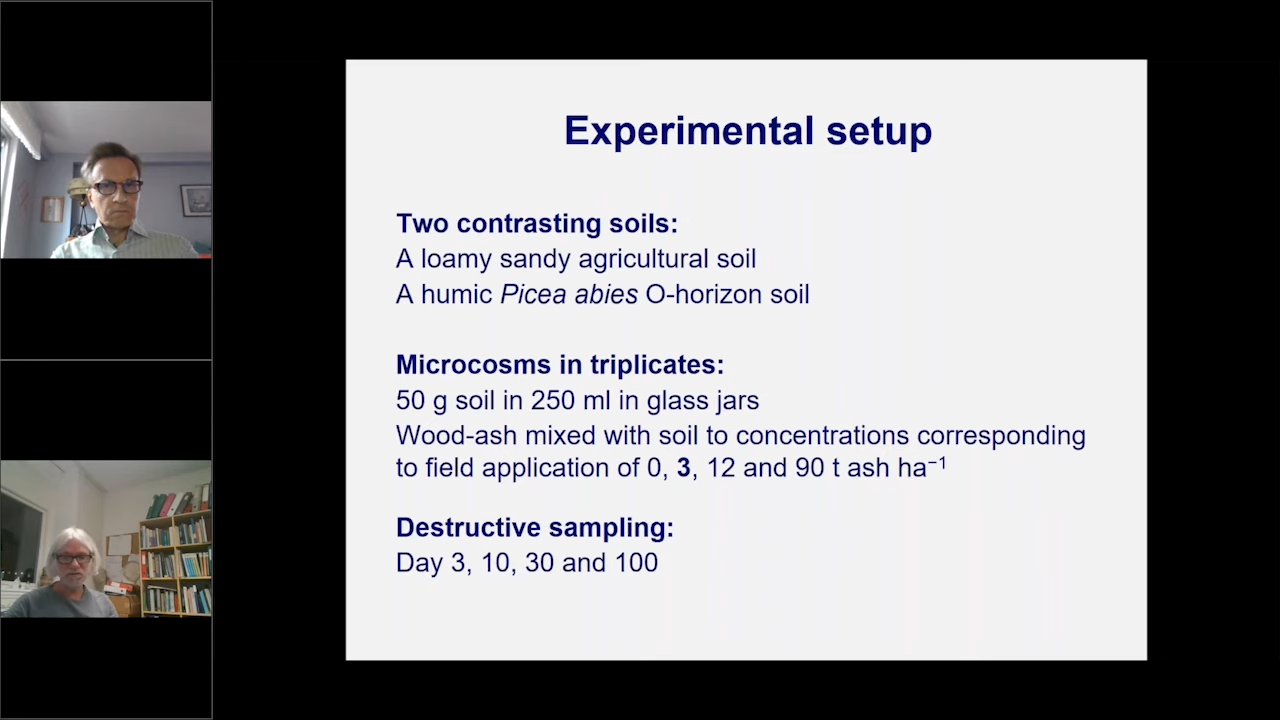 Experimental setup
Two contrasting soils:
A loamy sandy agricultural soil
A humic Picea abies O-horizon soil
Microcosms in triplicates:
50 g soil in 250 ml in glass jars
Wood-ash mixed with soil to concentrations corresponding
to field application of 0, 3, 12 and 90 t ash ha⁻¹
Destructive sampling:
Day 3, 10, 30 and 100